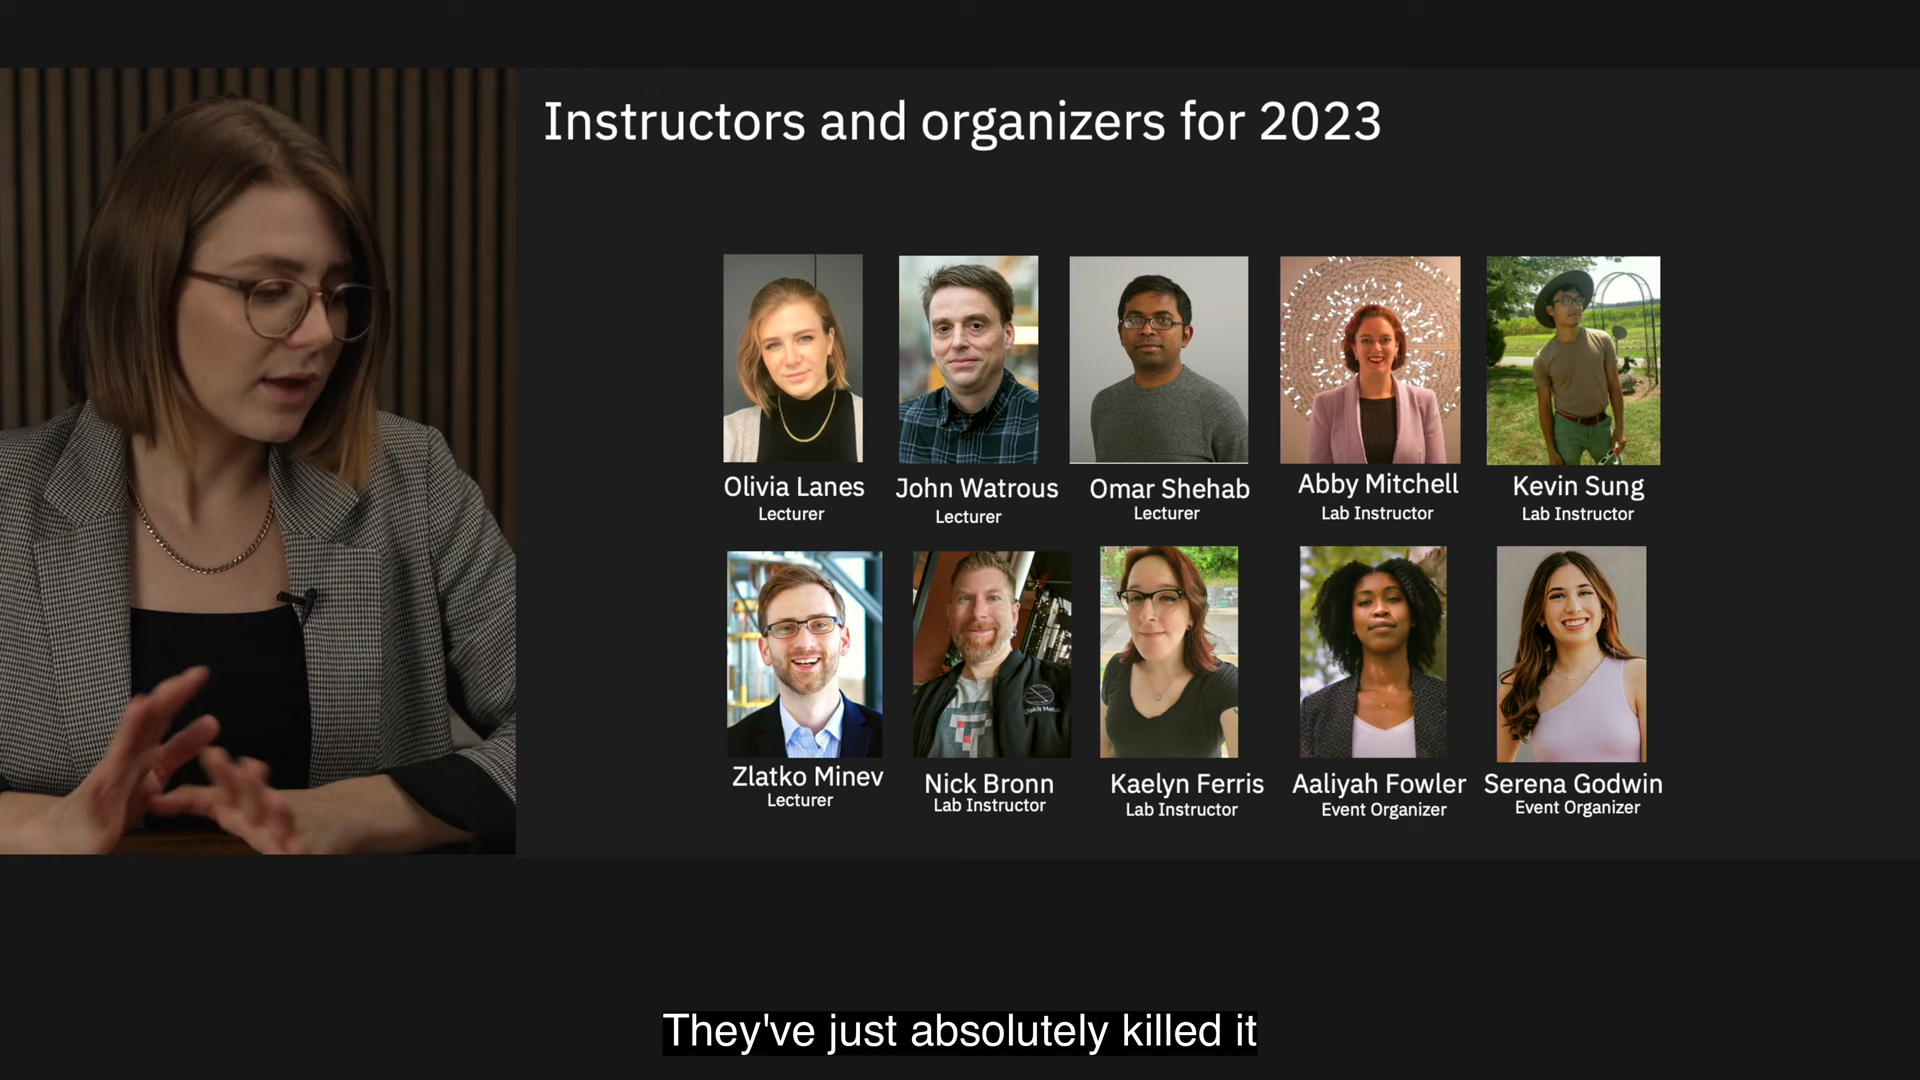 Instructors and organizers for 2023
Olivia Lanes
Lecturer
John Watrous
Lecturer
Omar Shehab
Lecturer
Abby Mitchell
Lab Instructor
Kevin Sung
Lab Instructor
Zlatko Minev
Lecturer
Nick Bronn
Lab Instructor
Kaelyn Ferris
Lab Instructor
Aaliyah Fowler
Event Organizer
Serena Godwin
Event Organizer
They've just absolutely killed it